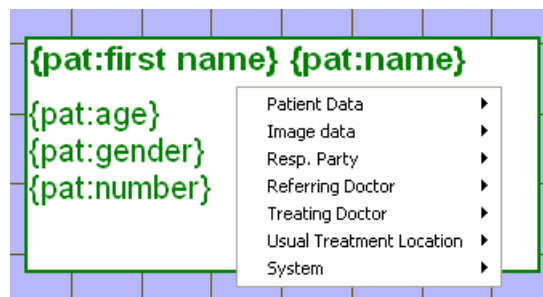 {pat:first name} {pat:name}
{pat:age}
{pat:gender}
{pat:number}
Patient Data
Image data
Resp. Party
Referring Doctor
Treating Doctor
Usual Treatment Location
System